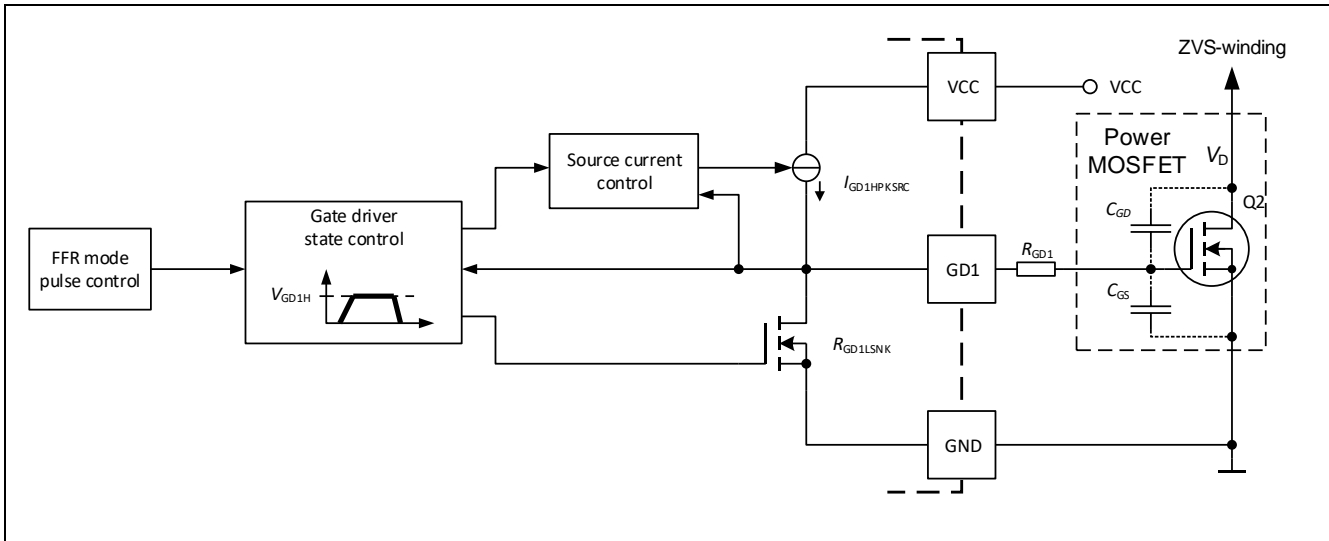 ZVS-winding
VCC
VCC
Power
MOSFET
V_D
Source current
control
I_GD1HPKSRC
C_GD
Q2
Gate driver
state control
FFR mode
pulse control
V_GD1H
GD1
R_GD1
C_GS
R_GD1LSNK
GND